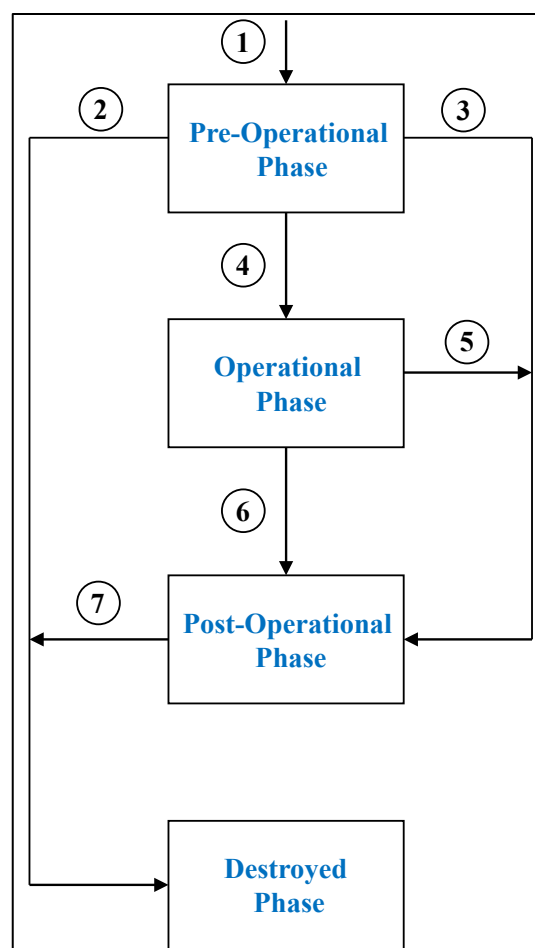 1
2
3
Pre-Operational
Phase
4
Operational
Phase
5
6
7
Post-Operational
Phase
Destroyed
Phase